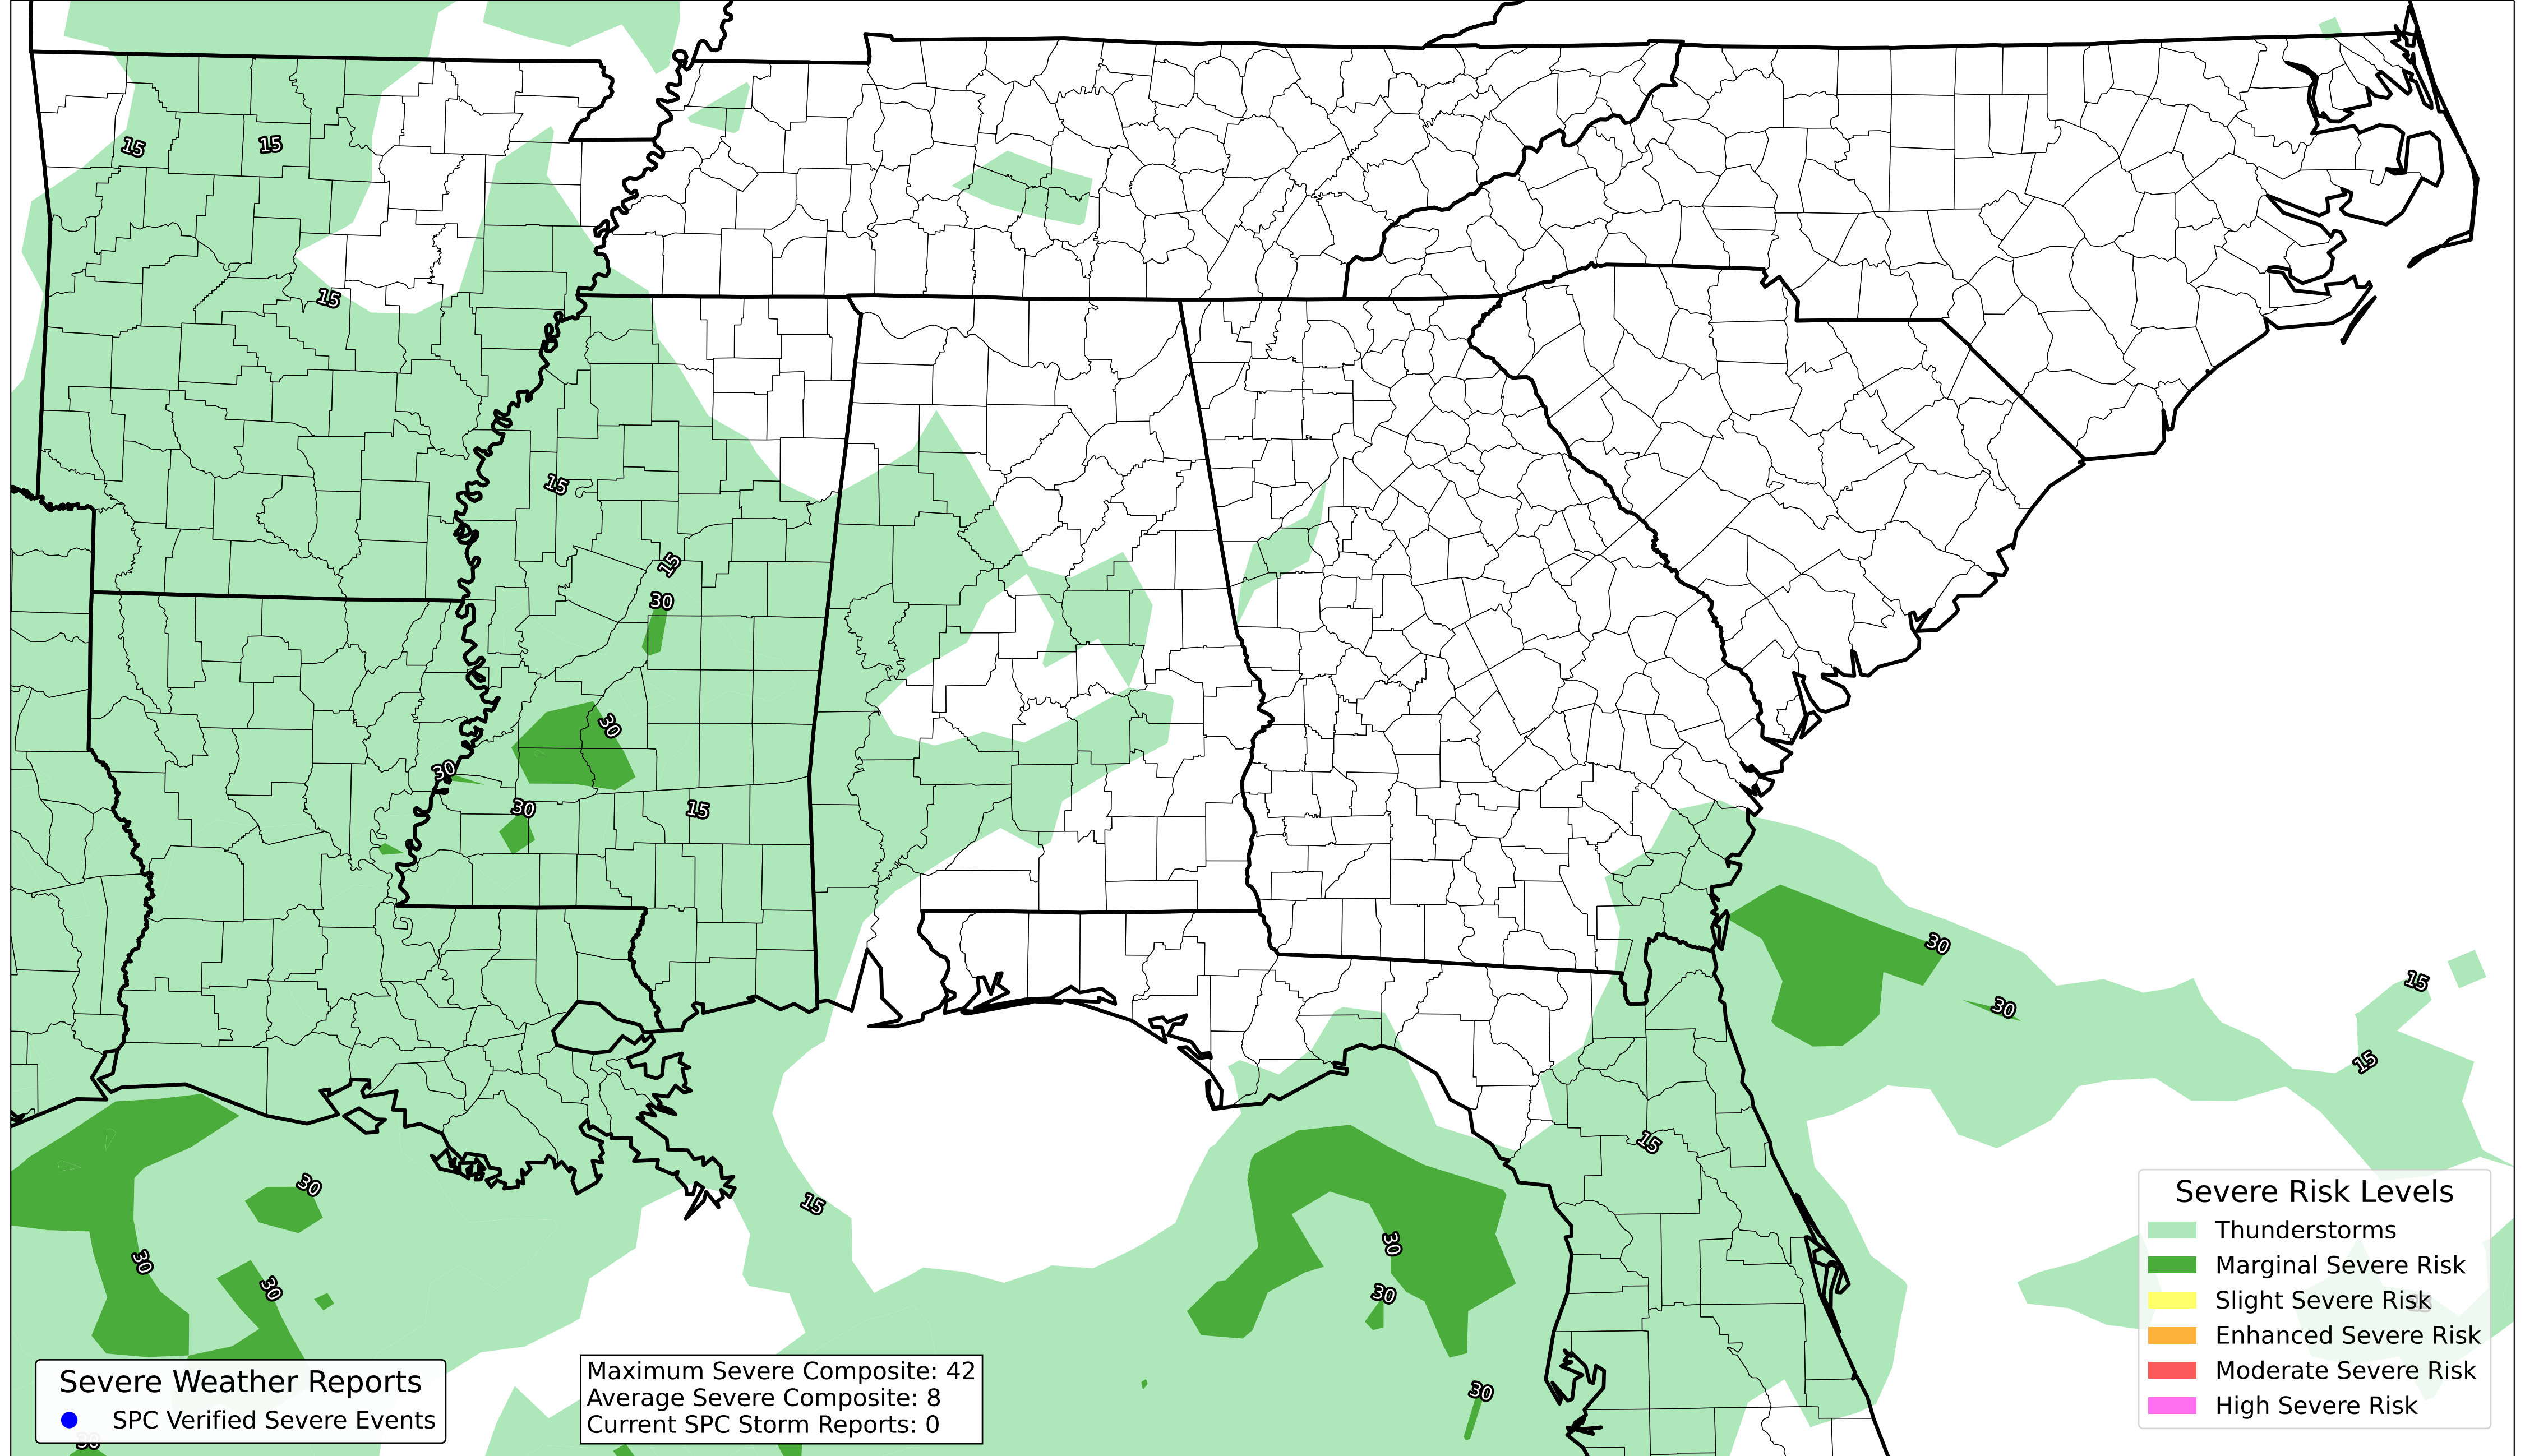 15
15
15
15
15
30
30
30
30
15
30
15
30
15
15
15
30
15
30
30
30
30
30
30
Severe Risk Levels
Thunderstorms
Marginal Severe Risk
Slight Severe Risk
Enhanced Severe Risk
Moderate Severe Risk
High Severe Risk
Severe Weather Reports
SPC Verified Severe Events
Maximum Severe Composite: 42
Average Severe Composite: 8
Current SPC Storm Reports: 0
30